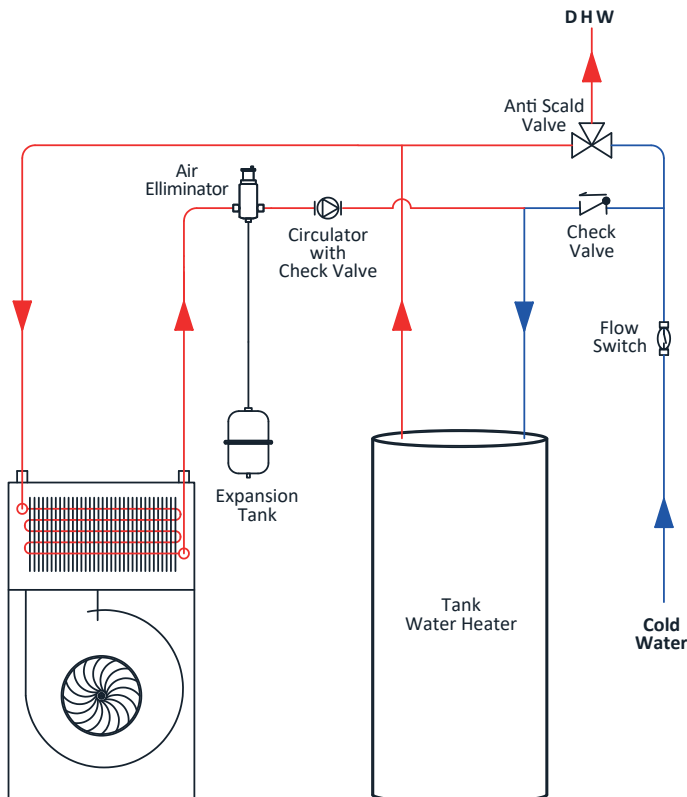 DHW
Anti Scald
Valve
Air
Elliminator
Circulator
with
Check Valve
Check
Valve
Flow
Switch
Expansion
Tank
Tank
Water Heater
Cold
Water